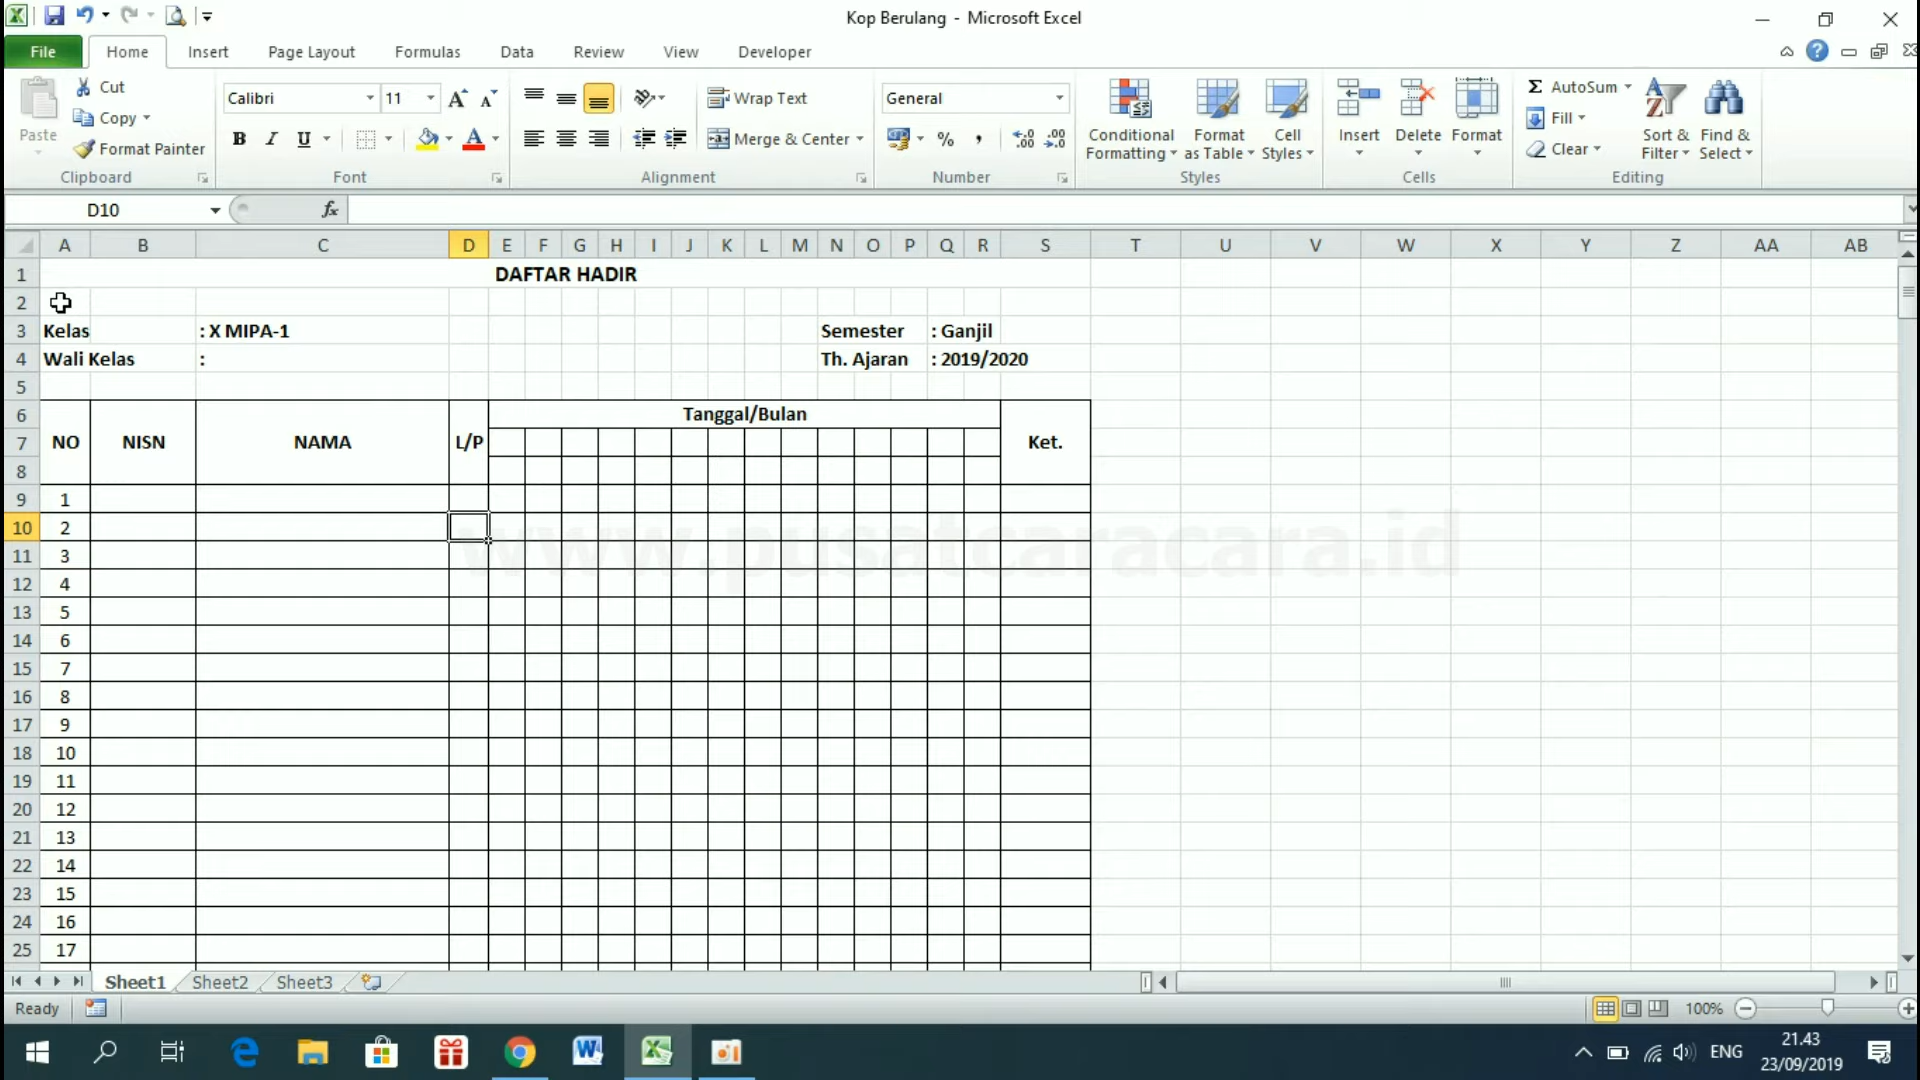 Kop Berulang - Microsoft Excel
File Home Insert Page Layout Formulas Data Review View Developer
Paste
Cut
Copy
Format Painter
Clipboard
Calibri 11
B I U
A
Font
Wrap Text
Merge & Center
Alignment
General
% ,
Number
Conditional Formatting
Format as Table
Cell Styles
Styles
Insert Delete Format
Cells
Σ AutoSum
Fill
Clear
Sort & Filter
Find & Select
Editing
D10 fx
A B C D E F G H I J K L M N O P Q R S T U V W X Y Z AA AB
1 DAFTAR HADIR
2
3 Kelas : X MIPA-1 Semester : Ganjil
4 Wali Kelas : Th. Ajaran : 2019/2020
5
6 Tanggal/Bulan
7 NO NISN NAMA L/P Ket.
8
9 1
10 2
www.pusatcaracara.id
11 3
12 4
13 5
14 6
15 7
16 8
17 9
18 10
19 11
20 12
21 13
22 14
23 15
24 16
25 17
Sheet1 Sheet2 Sheet3
Ready 100%
ENG 21.43
23/09/2019